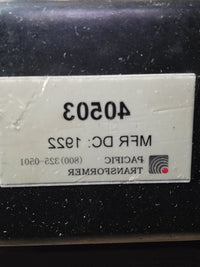 40503
MFR DC: 1922
PACIFIC (800)325-0501
TRANSFORMER